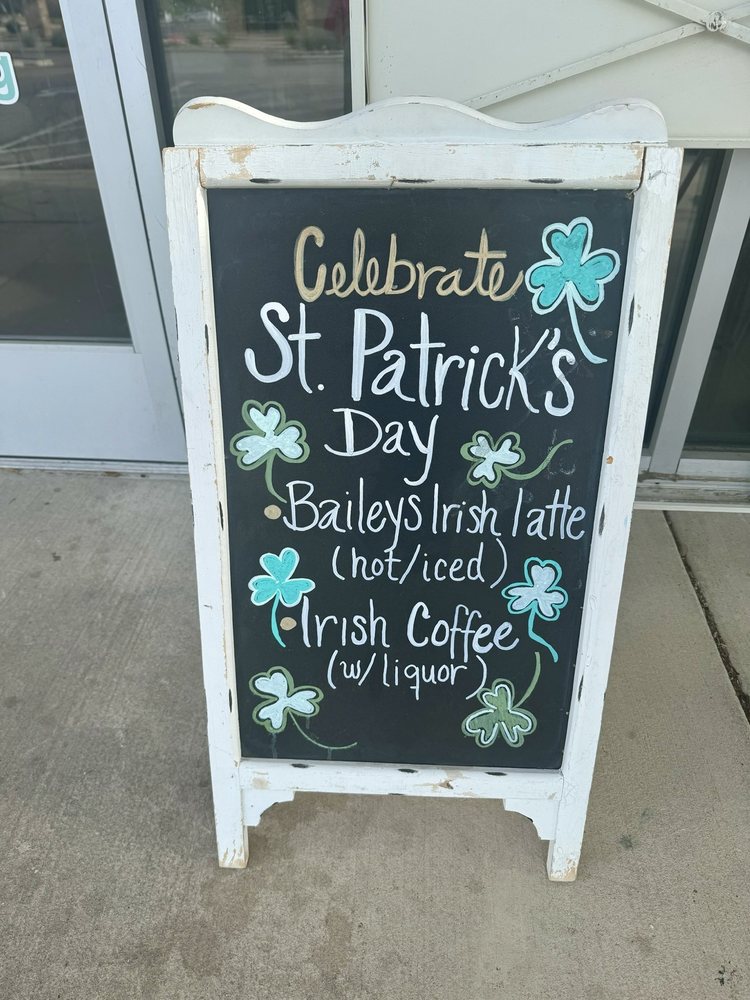 Celebrate
St. Patrick's
Day
Baileys Irish latte
(hot/iced)
Irish Coffee
(w/liquor)